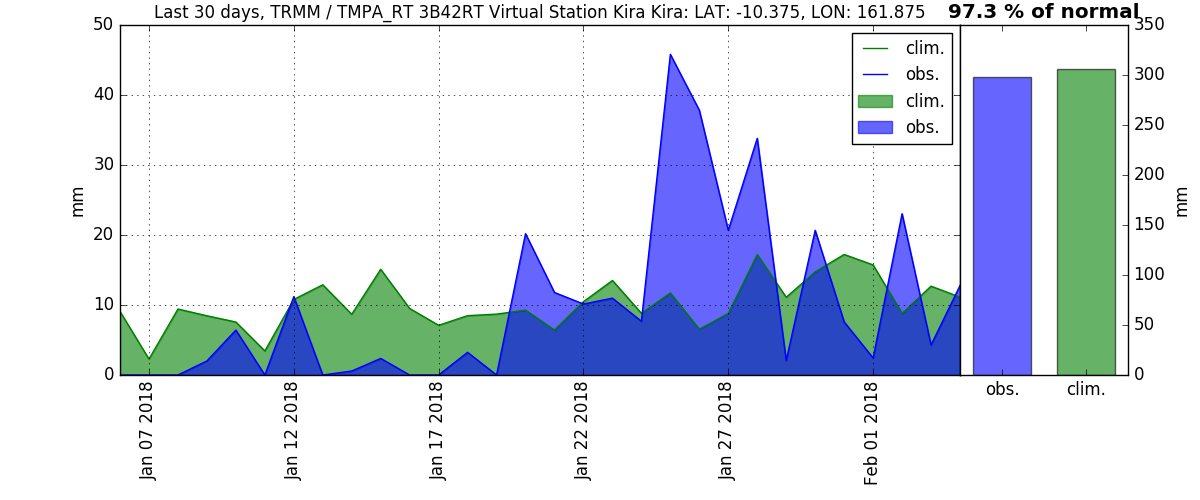 Last 30 days, TRMM / TMPA_RT 3B42RT Virtual Station Kira Kira: LAT: -10.375, LON: 161.875
97.3 % of normal
50
40
30
20
10
0
mm
clim.
obs.
clim.
obs.
Jan 07 2018
Jan 12 2018
Jan 17 2018
Jan 22 2018
Jan 27 2018
Feb 01 2018
350
300
250
200
150
100
50
0
mm
obs.
clim.